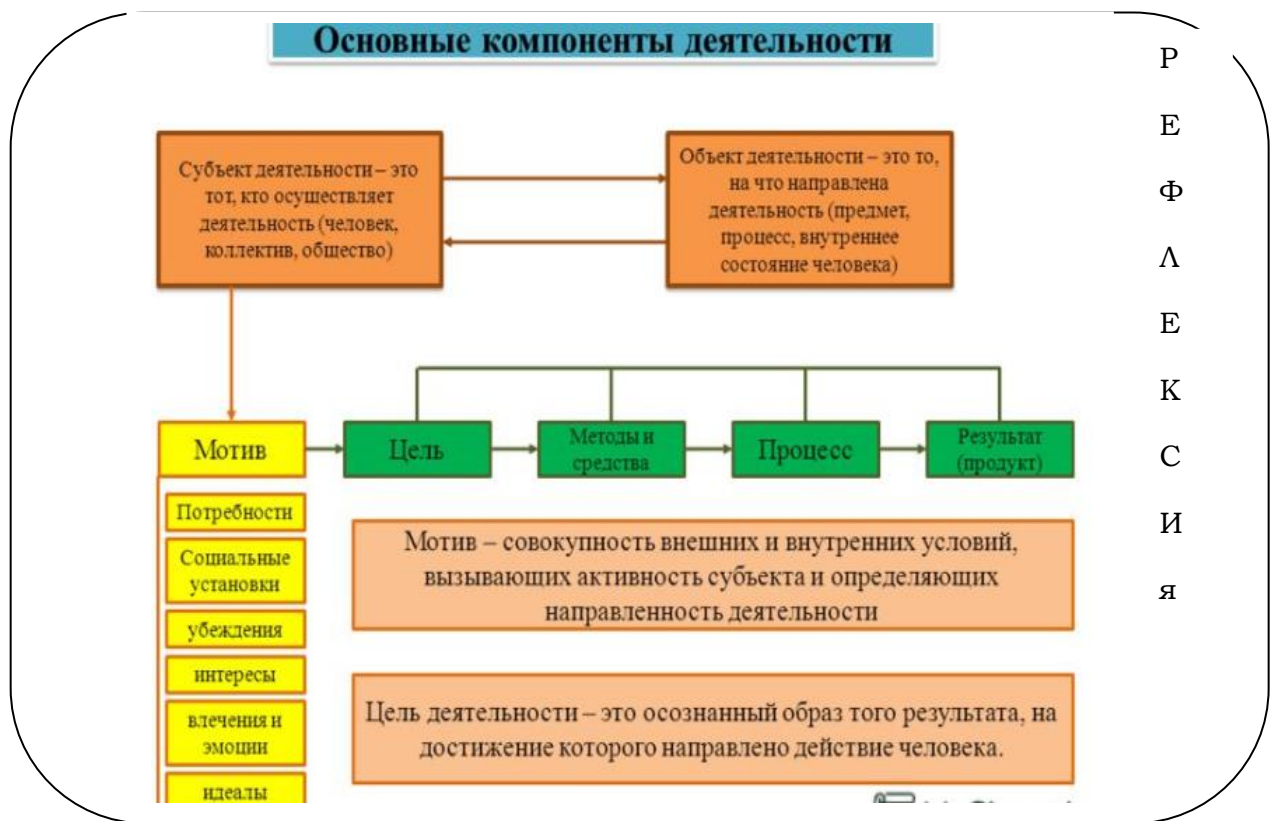 Основные компоненты деятельности
Субъект деятельности – это
тот, кто осуществляет
деятельность (человек,
коллектив, общество)
Объект деятельности – это то,
на что направлена
деятельность (предмет,
процесс, внутреннее
состояние человека)
Мотив
Цель
Методы и
средства
Процесс
Результат
(продукт)
Потребности
Социальные
установки
убеждения
интересы
влечения и
эмоции
идеалы
Мотив – совокупность внешних и внутренних условий,
вызывающих активность субъекта и определяющих
направленность деятельности
Цель деятельности – это осознанный образ того результата, на
достижение которого направлено действие человека.
Р
Е
Ф
Л
Е
К
С
И
я